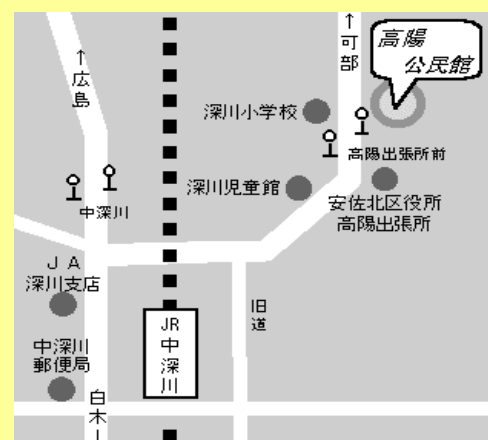 ↑広島
↑可部
高陽
公民館
深川小学校
高陽出張所前
深川児童館
安佐北区役所
高陽出張所
中深川
ＪＡ
深川支店
旧道
JR中深川
中深川
郵便局
白木